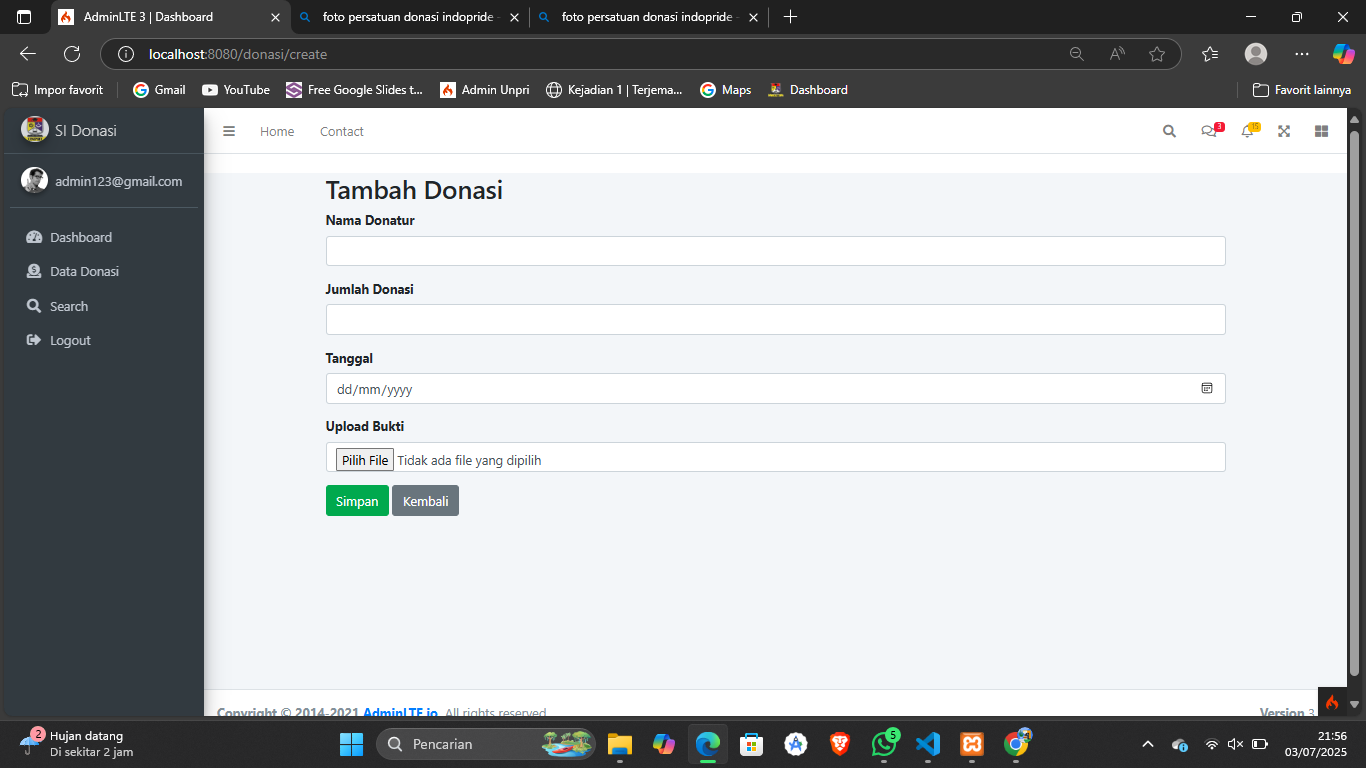 AdminLTE 3 | Dashboard
foto persatuan donasi indopride
foto persatuan donasi indopride
localhost:8080/donasi/create
Impor favorit
Gmail
YouTube
Free Google Slides t...
Admin Unpri
Kejadian 1 | Terjema...
Maps
Dashboard
Favorit lainnya
SI Donasi
Home
Contact
3
15
admin123@gmail.com
Dashboard
Data Donasi
Search
Logout
Tambah Donasi
Nama Donatur
Jumlah Donasi
Tanggal
dd/mm/yyyy
Upload Bukti
Pilih File Tidak ada file yang dipilih
Simpan
Kembali
Copyright © 2014-2021 AdminLTE.io. All rights reserved.
Version 3
2
Hujan datang
Di sekitar 2 jam
Pencarian
5
21:56
03/07/2025